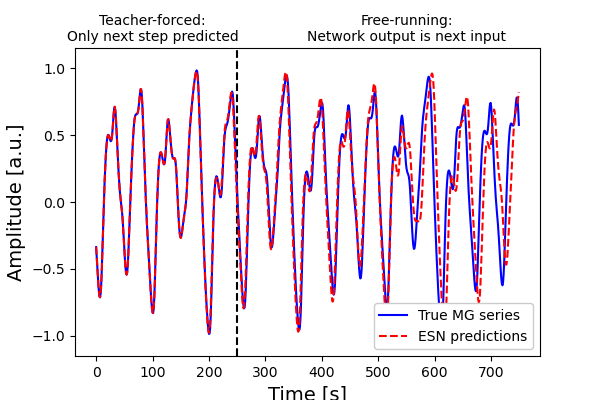 Teacher-forced:
Only next step predicted
Free-running:
Network output is next input
Amplitude [a.u.]
1.0
0.5
0.0
−0.5
−1.0
True MG series
ESN predictions
0 100 200 300 400 500 600 700
Time [s]